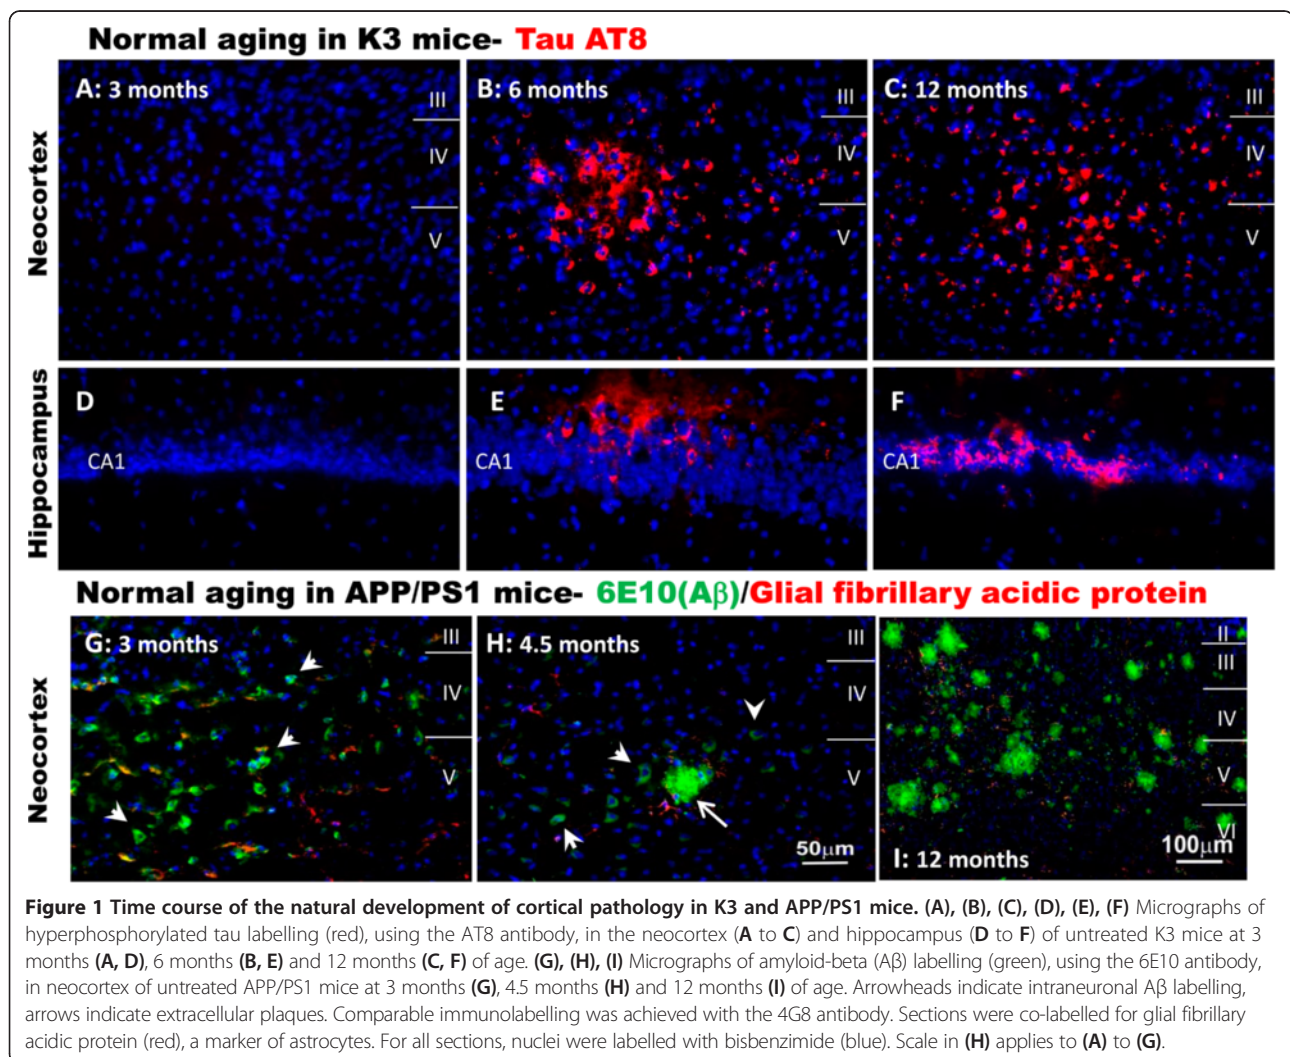 Normal aging in K3 mice- Tau AT8
Neocortex
A: 3 months
III
IV
V
B: 6 months
III
IV
V
C: 12 months
III
IV
V
Hippocampus
D
CA1
E
CA1
F
CA1
Normal aging in APP/PS1 mice- 6E10(Aβ)/Glial fibrillary acidic protein
Neocortex
G: 3 months
III
IV
V
H: 4.5 months
III
IV
V
50μm
II
III
IV
V
VI
100μm
I: 12 months
Figure 1 Time course of the natural development of cortical pathology in K3 and APP/PS1 mice. (A), (B), (C), (D), (E), (F) Micrographs of
hyperphosphorylated tau labelling (red), using the AT8 antibody, in the neocortex (A to C) and hippocampus (D to F) of untreated K3 mice at 3
months (A, D), 6 months (B, E) and 12 months (C, F) of age. (G), (H), (I) Micrographs of amyloid-beta (Aβ) labelling (green), using the 6E10 antibody,
in neocortex of untreated APP/PS1 mice at 3 months (G), 4.5 months (H) and 12 months (I) of age. Arrowheads indicate intraneuronal Aβ labelling,
arrows indicate extracellular plaques. Comparable immunolabelling was achieved with the 4G8 antibody. Sections were co-labelled for glial fibrillary
acidic protein (red), a marker of astrocytes. For all sections, nuclei were labelled with bisbenzimide (blue). Scale in (H) applies to (A) to (G).